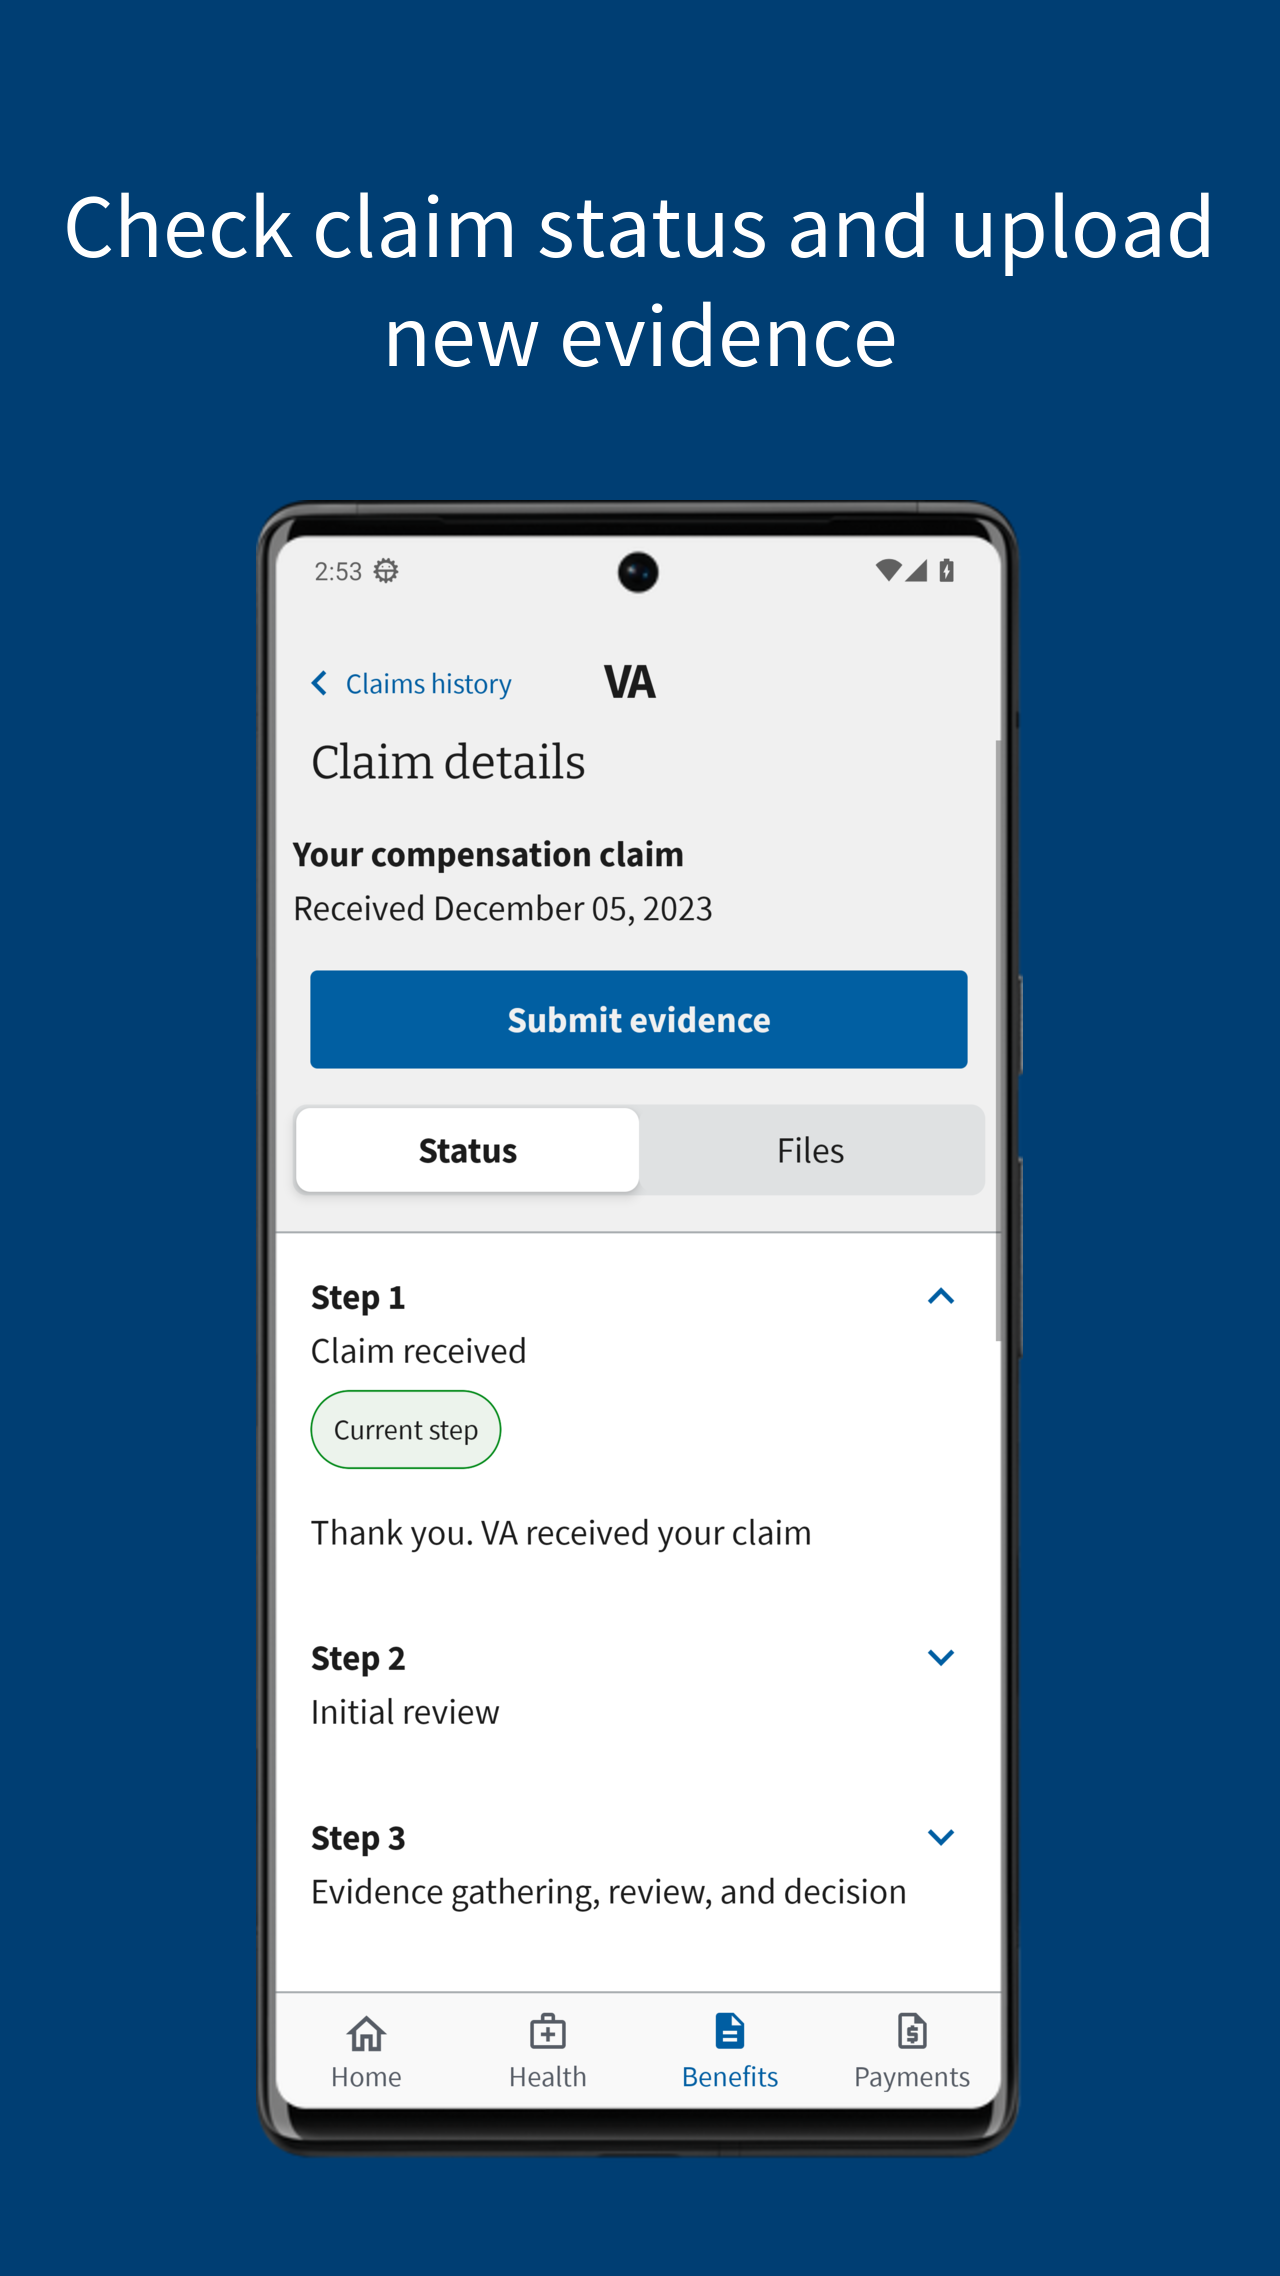 Check claim status and upload
new evidence
2:53
Claims history
VA
Claim details
Your compensation claim
Received December 05, 2023
Submit evidence
Status
Files
Step 1
Claim received
Current step
Thank you. VA received your claim
Step 2
Initial review
Step 3
Evidence gathering, review, and decision
Home
Health
Benefits
Payments